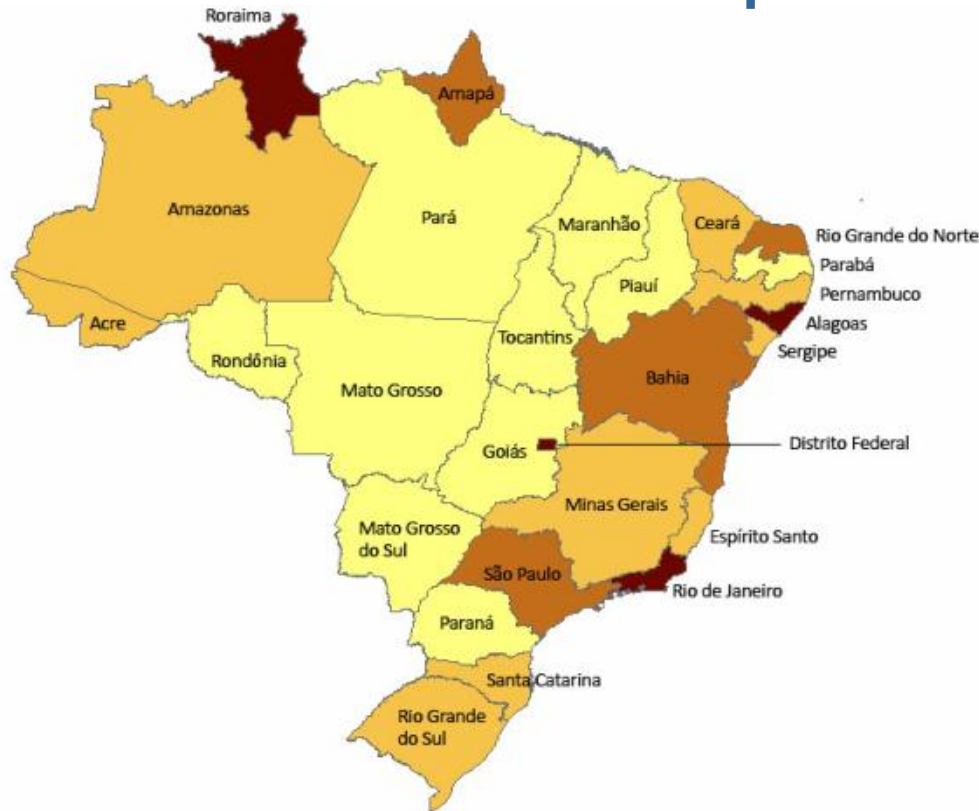 Roraima
Amapá
Amazonas
Pará
Maranhão
Ceará
Rio Grande do Norte
Parabá
Piauí
Pernambuco
Acre
Alagoas
Tocantins
Sergipe
Rondônia
Bahia
Mato Grosso
Distrito Federal
Goiás
Minas Gerais
Mato Grosso
do Sul
Espírito Santo
São Paulo
Rio de Janeiro
Paraná
Santa Catarina
Rio Grande
do Sul